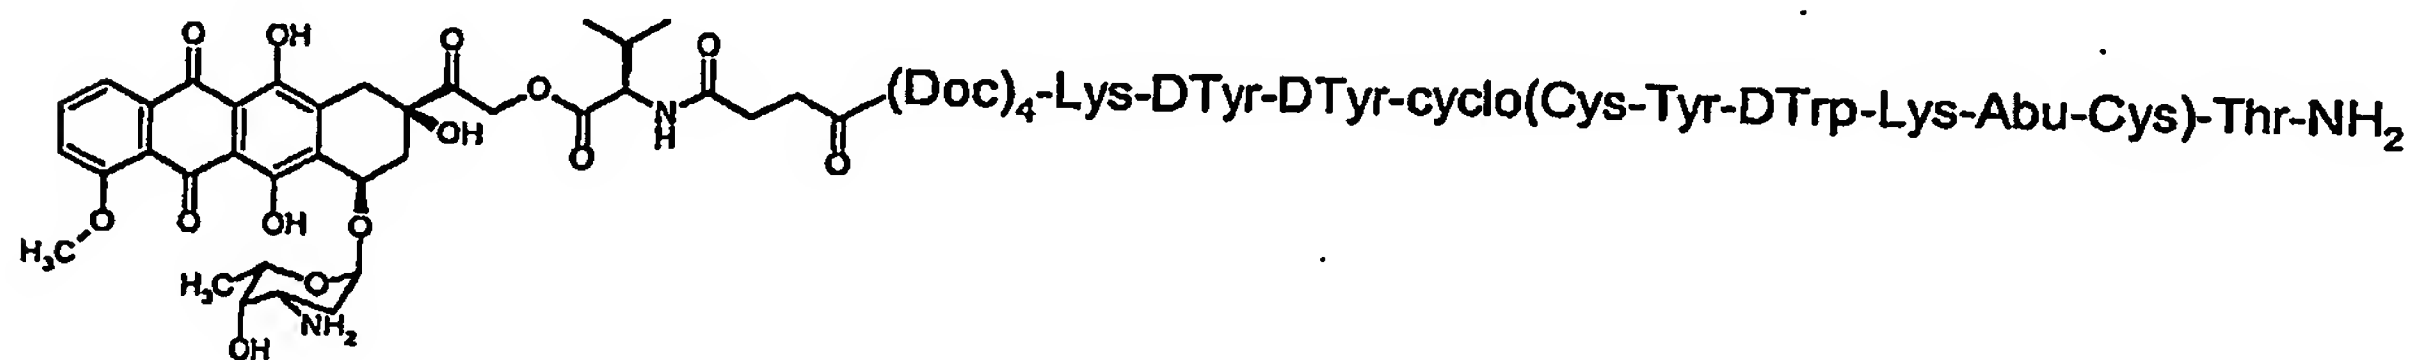 O OH O O
O O N H O (Doc)₄-Lys-DTyr-DTyr-cyclo(Cys-Tyr-DTrp-Lys-Abu-Cys)-Thr-NH₂
OH
O O
O O OH O
H₃C
H₃C O
NH₂
OH